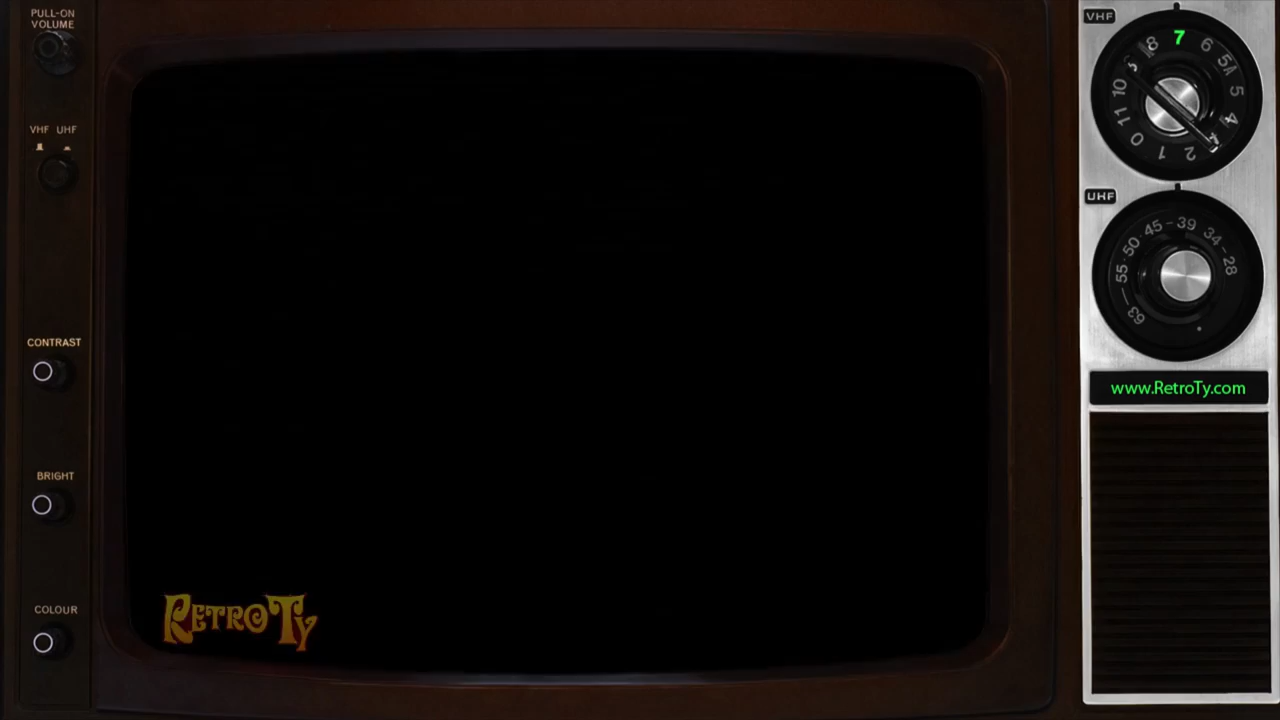 PULL-ON
VOLUME
VHF UHF
CONTRAST
BRIGHT
COLOUR
RETROTY
VHF
7
6
5A
5
4
2
1
0
11
10
8
UHF
63 — 55 · 50 · 45 – 39 · 34 – 28
www.RetroTy.com